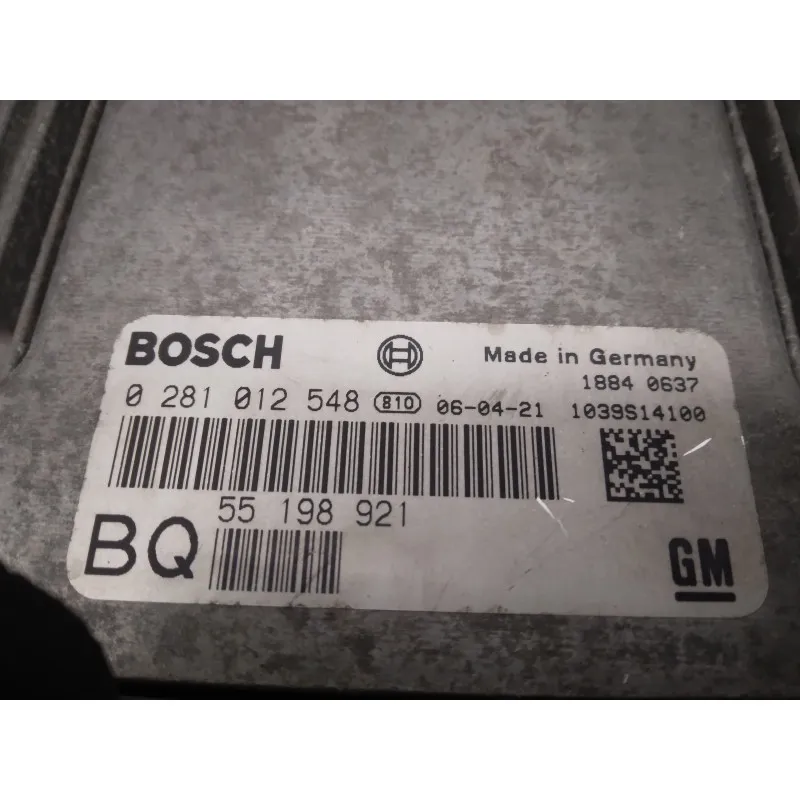 BOSCH Made in Germany
1884 0637
0 281 012 548 810 06-04-21 1039S14100
55 198 921
BQ
GM